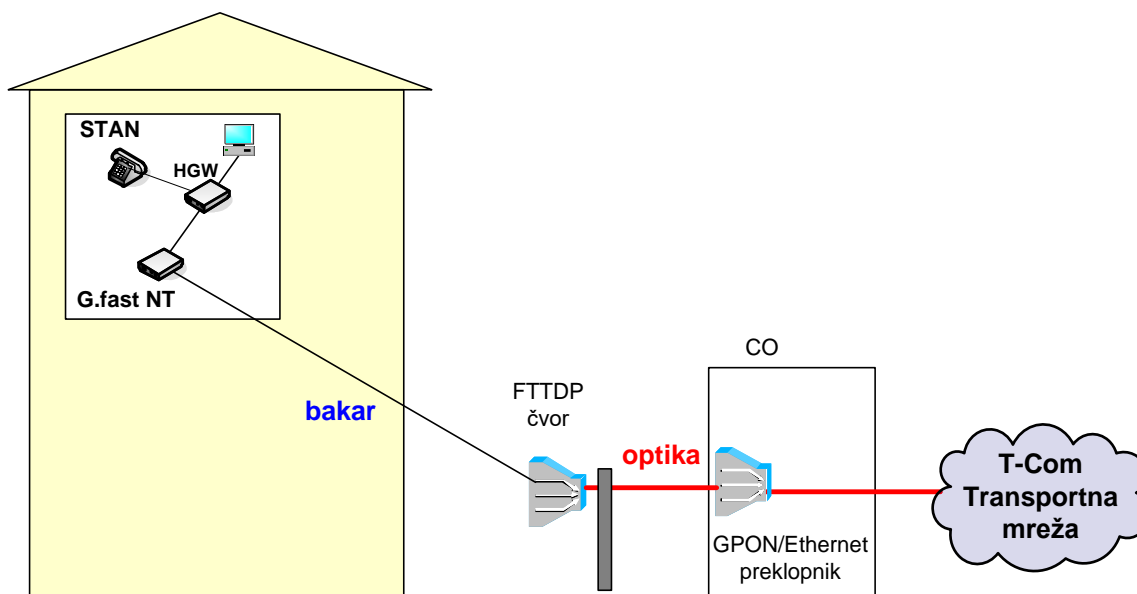 STAN
HGW
G.fast NT
bakar
FTTDP
čvor
optika
CO
GPON/Ethernet
preklopnik
T-Com
Transportna
mreža